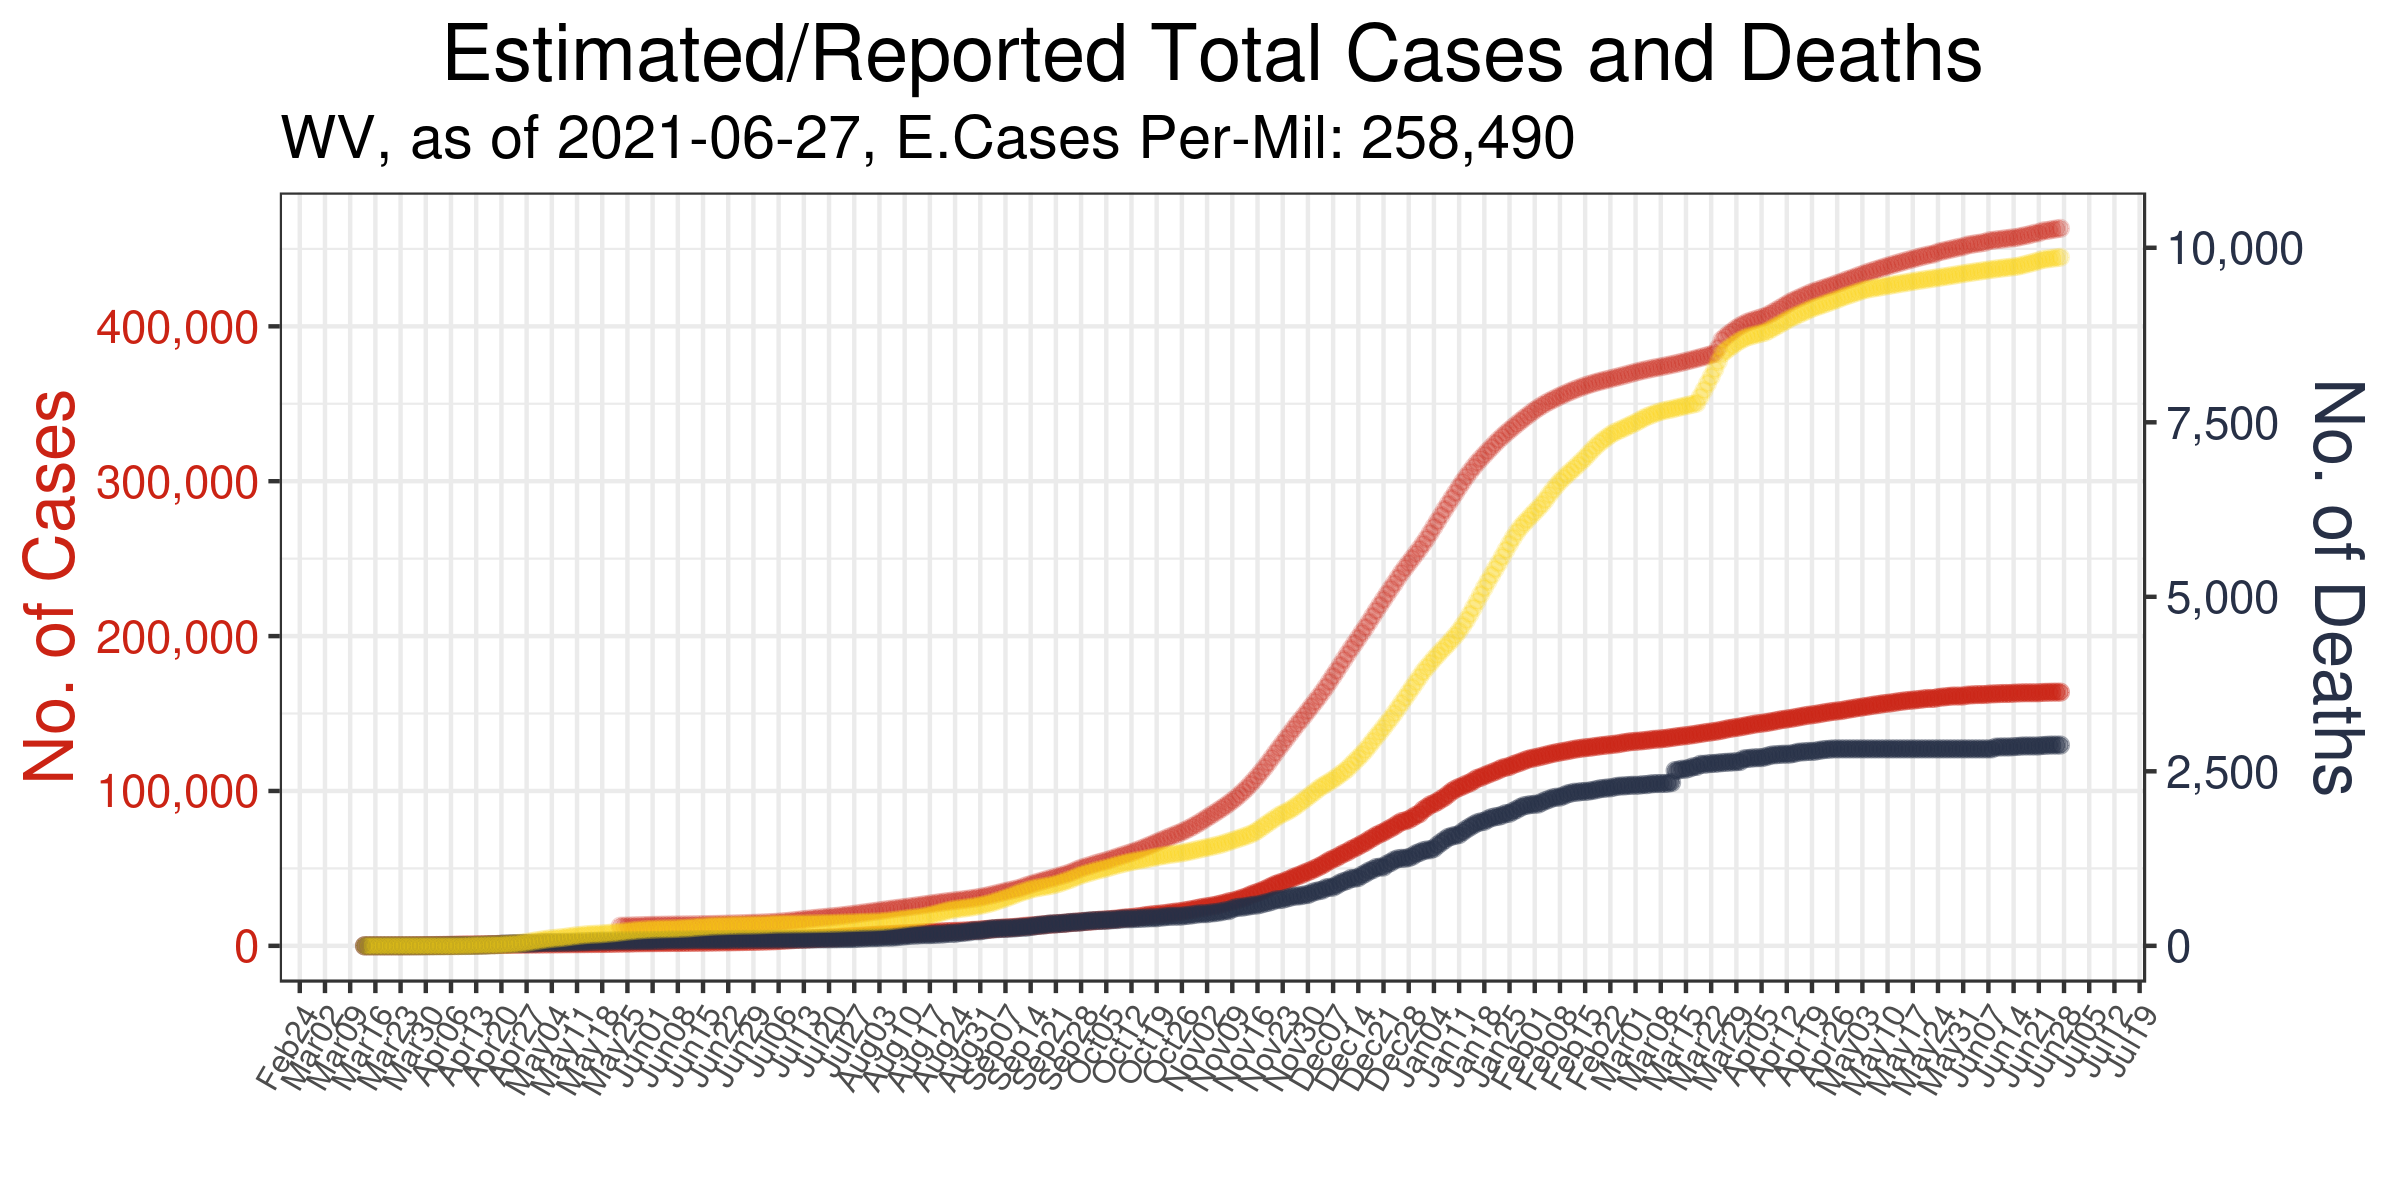 Estimated/Reported Total Cases and Deaths
WV, as of 2021-06-27, E.Cases Per-Mil: 258,490
No. of Cases
400,000
300,000
200,000
100,000
0
10,000
7,500
5,000
2,500
0
No. of Deaths
Feb24
Mar02
Mar09
Mar16
Mar23
Mar30
Apr06
Apr13
Apr20
Apr27
May04
May11
May18
May25
Jun01
Jun08
Jun15
Jun22
Jun29
Jul06
Jul13
Jul20
Jul27
Aug03
Aug10
Aug17
Aug24
Aug31
Sep07
Sep14
Sep21
Sep28
Oct05
Oct12
Oct19
Oct26
Nov02
Nov09
Nov16
Nov23
Nov30
Dec07
Dec14
Dec21
Dec28
Jan04
Jan11
Jan18
Jan25
Feb01
Feb08
Feb15
Feb22
Mar01
Mar08
Mar15
Mar22
Mar29
Apr05
Apr12
Apr19
Apr26
May03
May10
May17
May24
May31
Jun07
Jun14
Jun21
Jun28
Jul05
Jul12
Jul19